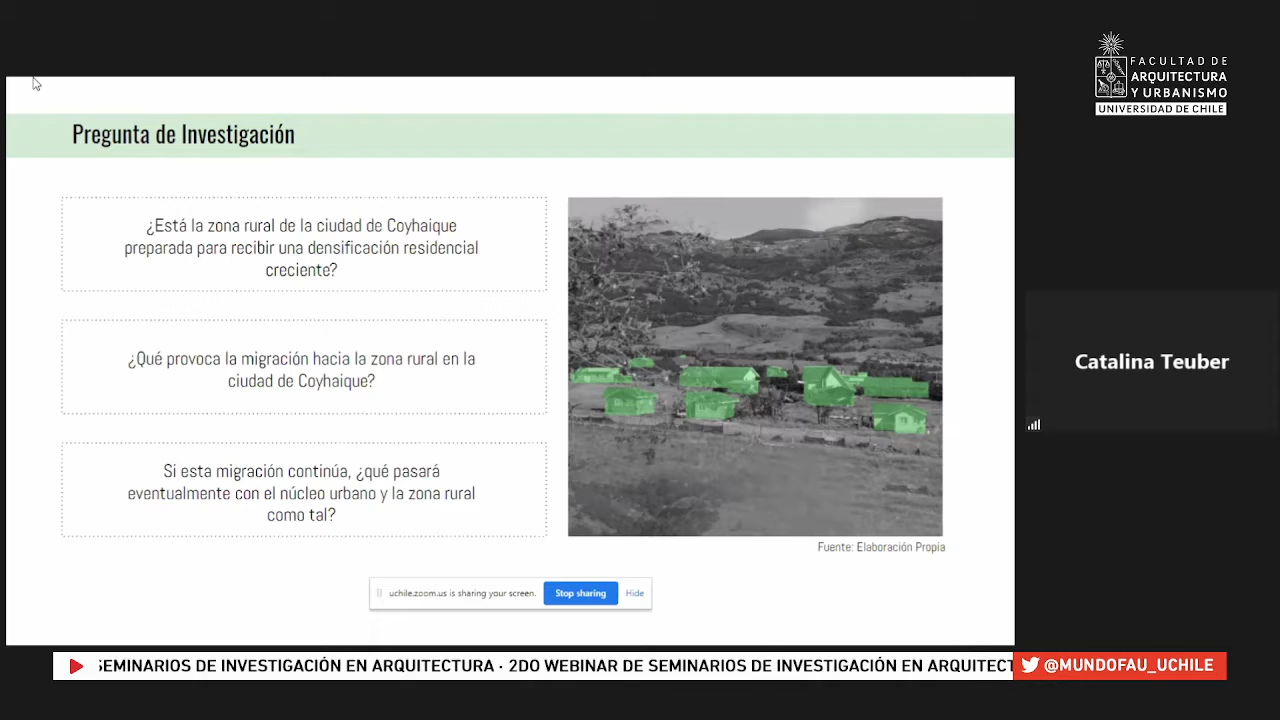 FACULTAD DE
ARQUITECTURA
Y URBANISMO
UNIVERSIDAD DE CHILE
Pregunta de Investigación
¿Está la zona rural de la ciudad de Coyhaique
preparada para recibir una densificación residencial
creciente?
¿Qué provoca la migración hacia la zona rural en la
ciudad de Coyhaique?
Si esta migración continúa, ¿qué pasará
eventualmente con el núcleo urbano y la zona rural
como tal?
Fuente: Elaboración Propia
Catalina Teuber
uchile.zoom.us is sharing your screen.
Stop sharing
Hide
SEMINARIOS DE INVESTIGACIÓN EN ARQUITECTURA · 2DO WEBINAR DE SEMINARIOS DE INVESTIGACIÓN EN ARQUITECT
@MUNDOFAU_UCHILE